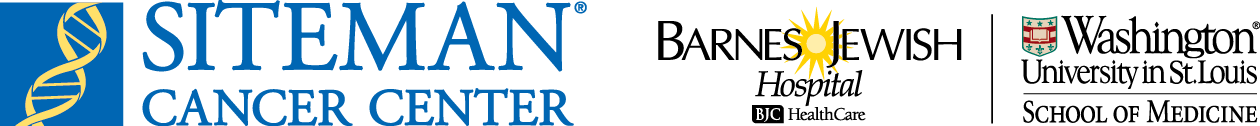 SITEMAN®
CANCER CENTER
BARNES JEWISH
Hospital
BJC HealthCare
Washington®
University in St. Louis
SCHOOL OF MEDICINE